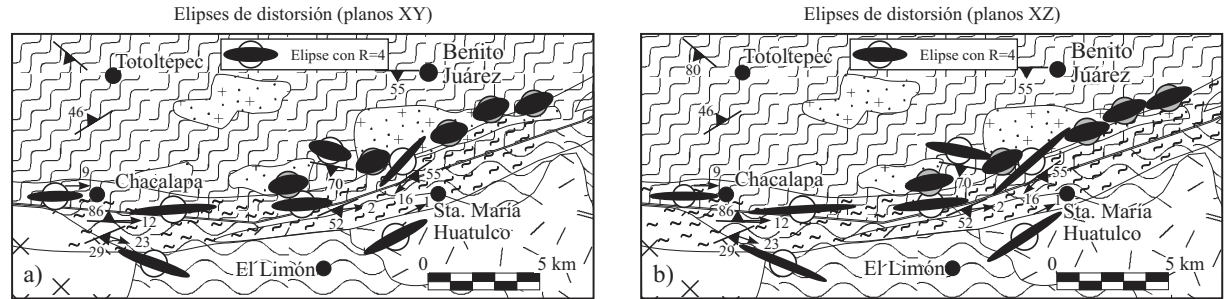 Elipses de distorsión (planos XY)
Totoltepec
Elipse con R=4
Benito
Juárez
55
46
Chacalapa
9
70
55
86
12
2
16
Sta. María
Huatulco
52
23
29
a)
El Limón
0
5 km
Elipses de distorsión (planos XZ)
Totoltepec
Elipse con R=4
Benito
Juárez
80
55
46
Chacalapa
9
70
55
86
12
2
16
Sta. María
Huatulco
52
23
29
b)
El Limón
0
5 km